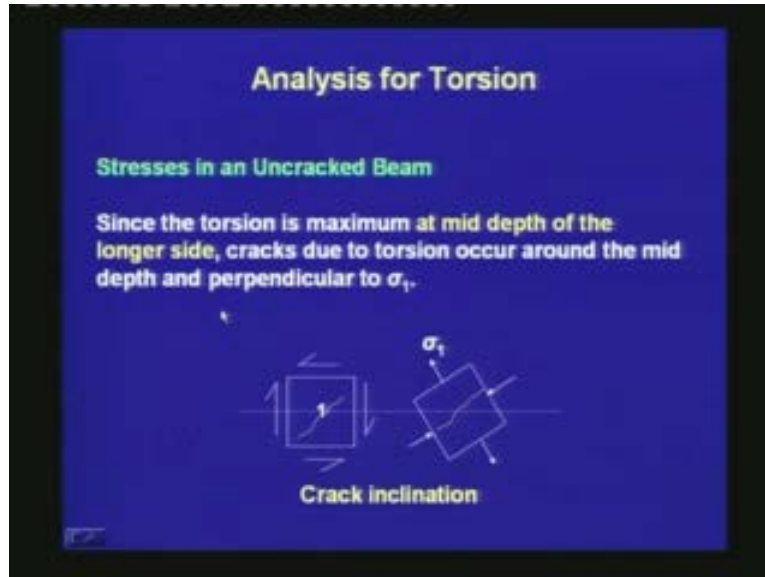 Analysis for Torsion
Stresses in an Uncracked Beam
Since the torsion is maximum at mid depth of the
longer side, cracks due to torsion occur around the mid
depth and perpendicular to σ₁.
σ₁
1
Crack inclination